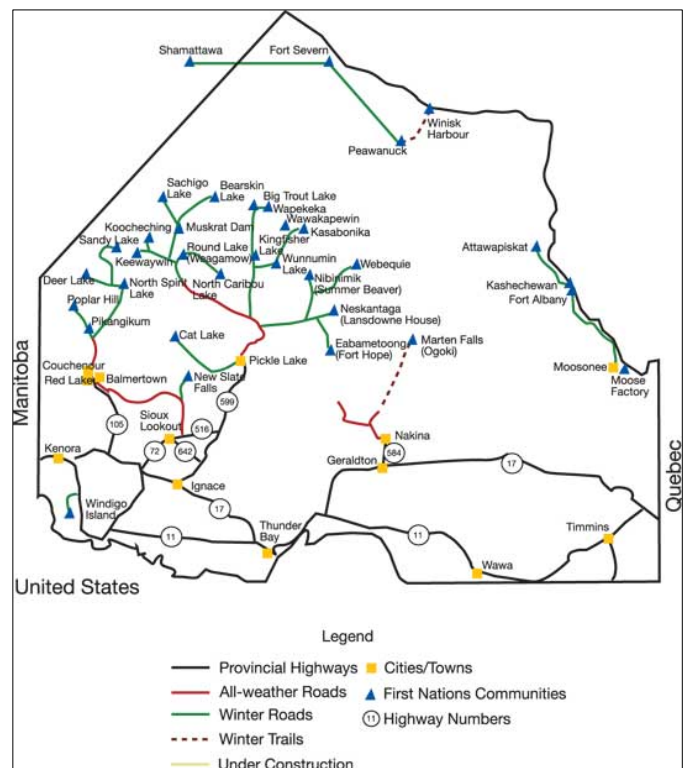 Shamattawa
Fort Severn
Winisk
Harbour
Peawanuck
Sachigo
Lake
Bearskin
Lake
Big Trout Lake
Wapekeka
Wawakapewin
Kasabonika
Koocheching
Muskrat Dam
Sandy Lake
Keewaywin
Round Lake
(Weagamow)
Kingfisher
Lake
Wunnumin
Lake
Webequie
Nibinimik
(Summer Beaver)
Attawapiskat
Deer Lake
North Spirit
Lake
North Caribou
Lake
Kashechewan
Fort Albany
Poplar Hill
Pikangikum
Neskantaga
(Lansdowne House)
Cat Lake
Eabametoong
(Fort Hope)
Marten Falls
(Ogoki)
Pickle Lake
Couchenour
Red Lake
Balmertown
New Slate
Falls
Moosonee
Moose
Factory
Manitoba
599
105
Sioux
Lookout
516
72
642
Nakina
584
Geraldton
17
Quebec
Kenora
Ignace
17
Windigo
Island
11
Thunder
Bay
11
Timmins
Wawa
United States
Legend
Provincial Highways
Cities/Towns
All-weather Roads
First Nations Communities
Winter Roads
11 Highway Numbers
Winter Trails
Under Construction